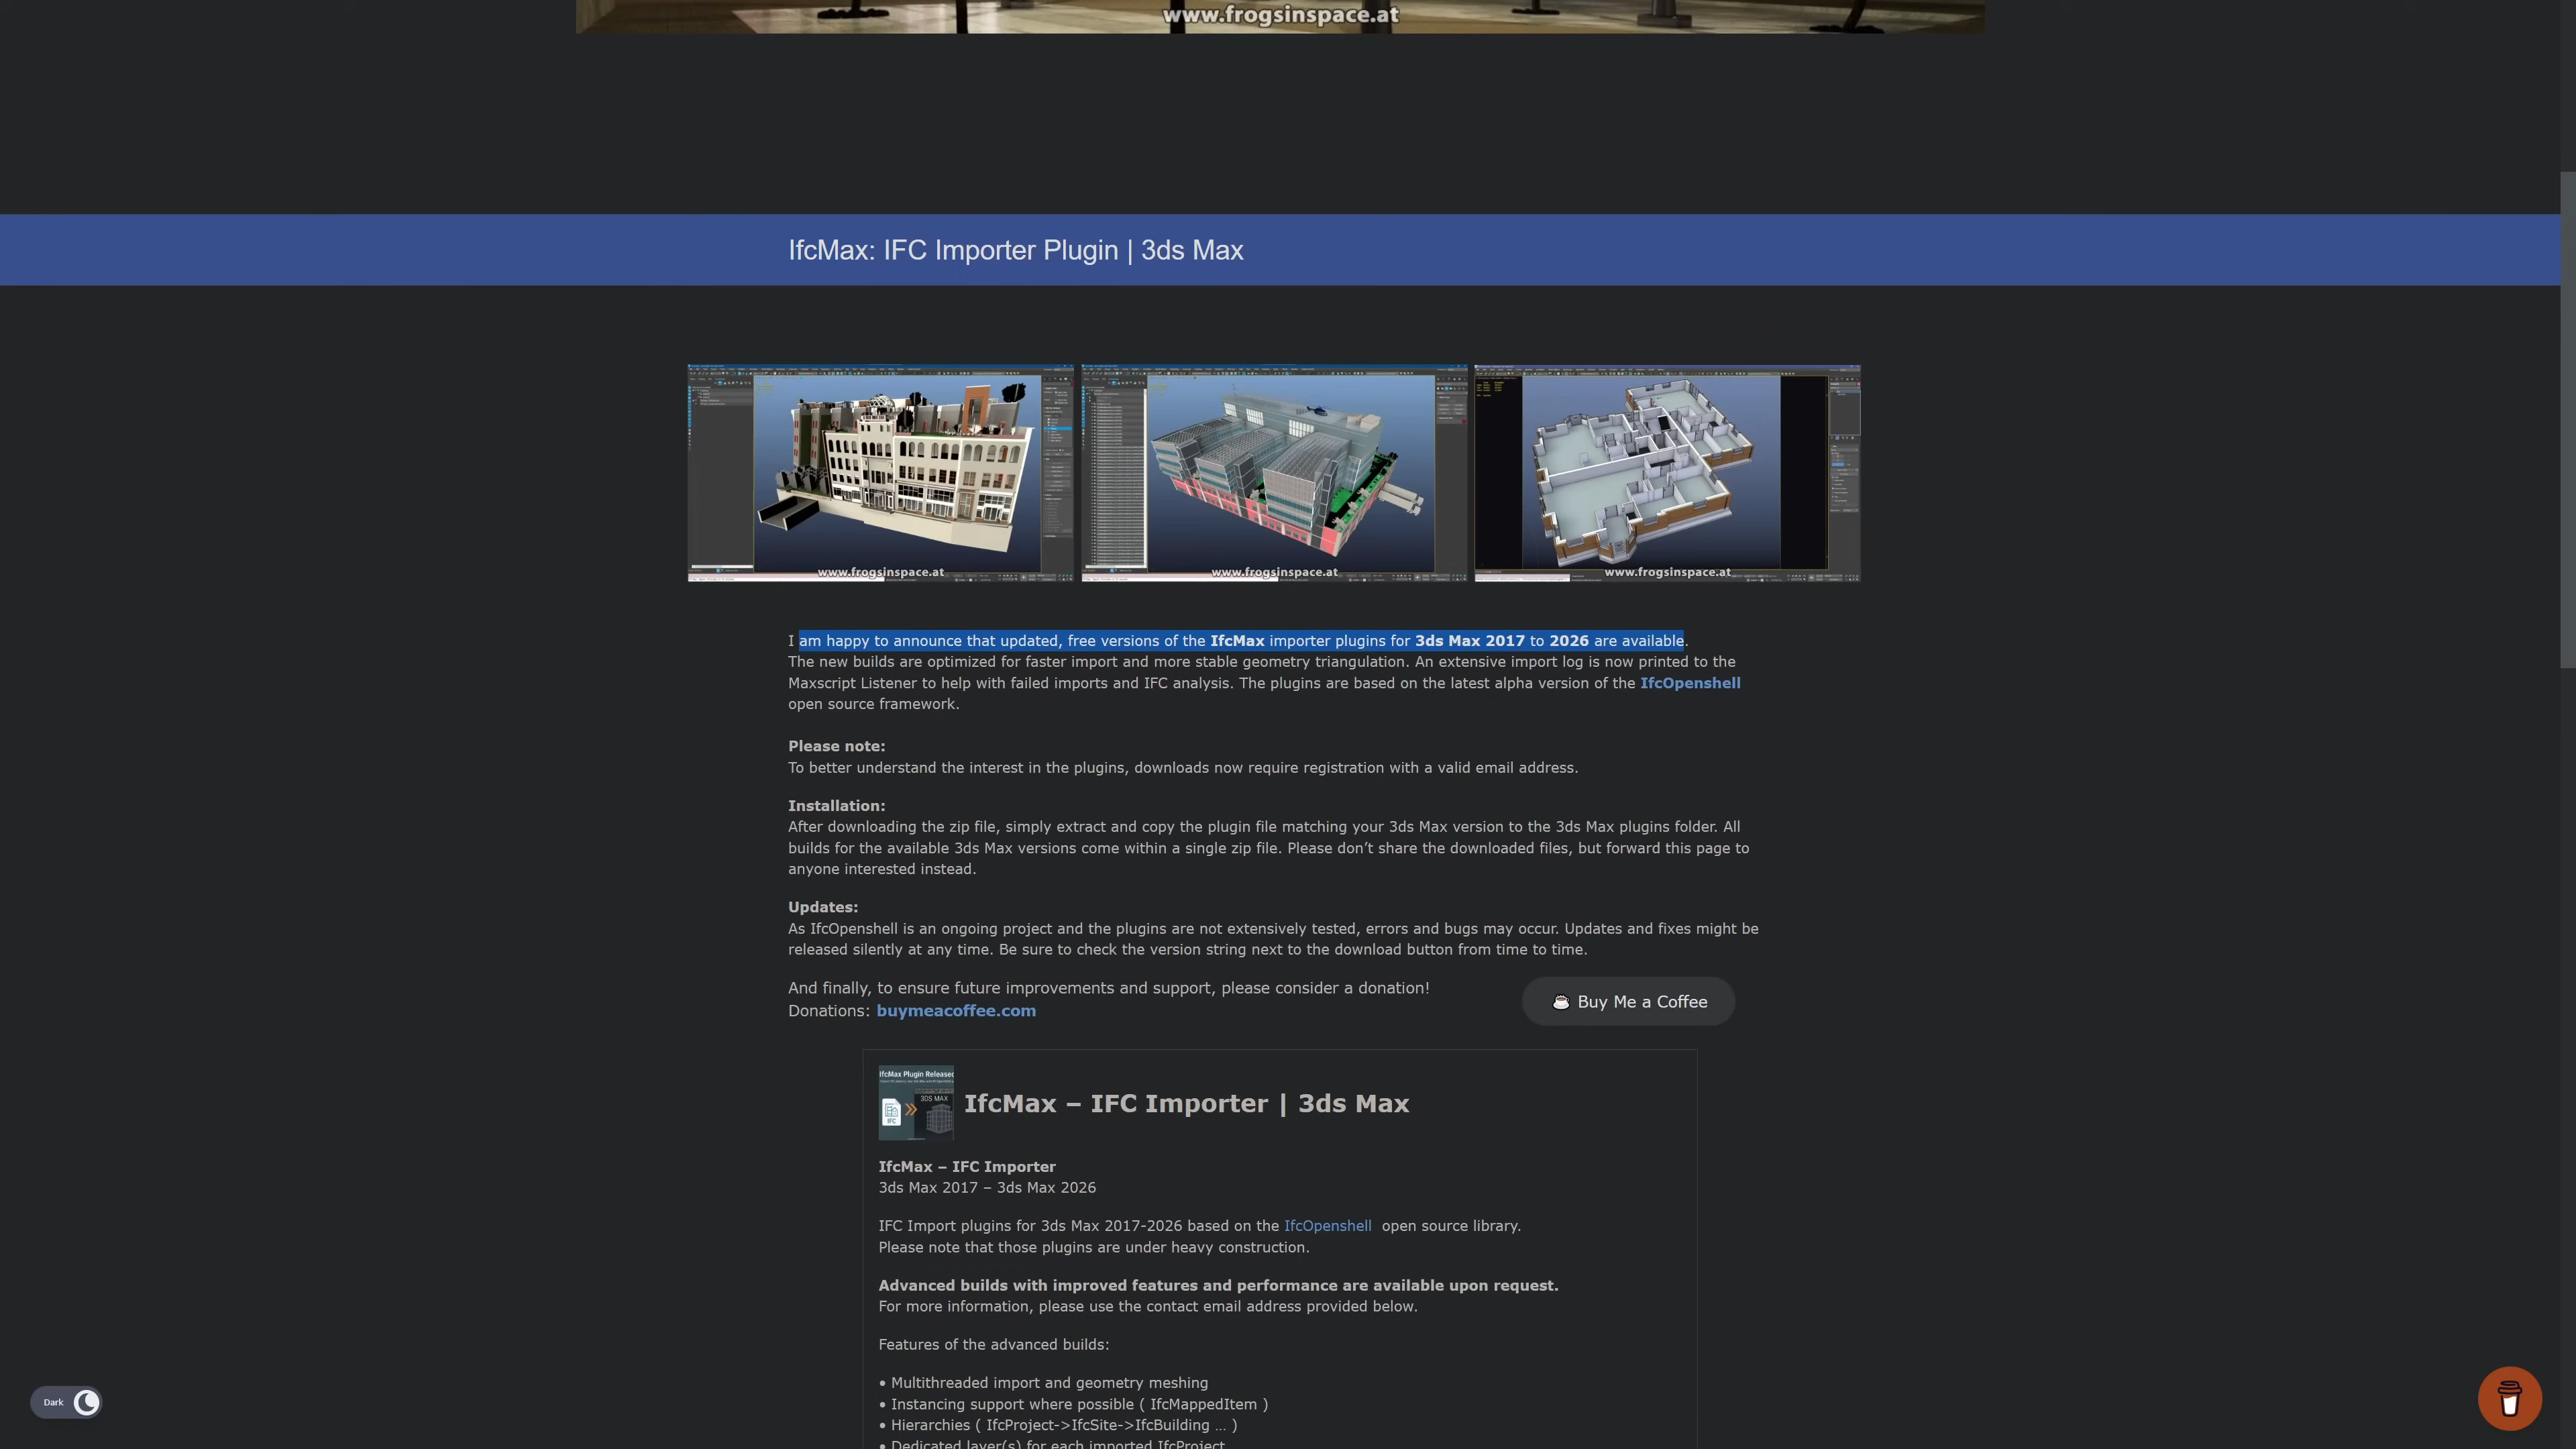 www.frogsinspace.at
IfcMax: IFC Importer Plugin | 3ds Max
www.frogsinspace.at
www.frogsinspace.at
www.frogsinspace.at
I am happy to announce that updated, free versions of the IfcMax importer plugins for 3ds Max 2017 to 2026 are available.
The new builds are optimized for faster import and more stable geometry triangulation. An extensive import log is now printed to the
Maxscript Listener to help with failed imports and IFC analysis. The plugins are based on the latest alpha version of the IfcOpenshell
open source framework.
Please note:
To better understand the interest in the plugins, downloads now require registration with a valid email address.
Installation:
After downloading the zip file, simply extract and copy the plugin file matching your 3ds Max version to the 3ds Max plugins folder. All
builds for the available 3ds Max versions come within a single zip file. Please don’t share the downloaded files, but forward this page to
anyone interested instead.
Updates:
As IfcOpenshell is an ongoing project and the plugins are not extensively tested, errors and bugs may occur. Updates and fixes might be
released silently at any time. Be sure to check the version string next to the download button from time to time.
And finally, to ensure future improvements and support, please consider a donation!
Donations: buymeacoffee.com
Buy Me a Coffee
IfcMax Plugin Released
3DS MAX
IFC
IfcMax – IFC Importer | 3ds Max
IfcMax – IFC Importer
3ds Max 2017 – 3ds Max 2026
IFC Import plugins for 3ds Max 2017-2026 based on the IfcOpenshell open source library.
Please note that those plugins are under heavy construction.
Advanced builds with improved features and performance are available upon request.
For more information, please use the contact email address provided below.
Features of the advanced builds:
• Multithreaded import and geometry meshing
• Instancing support where possible ( IfcMappedItem )
• Hierarchies ( IfcProject->IfcSite->IfcBuilding … )
• Dedicated layer(s) for each imported IfcProject
Dark